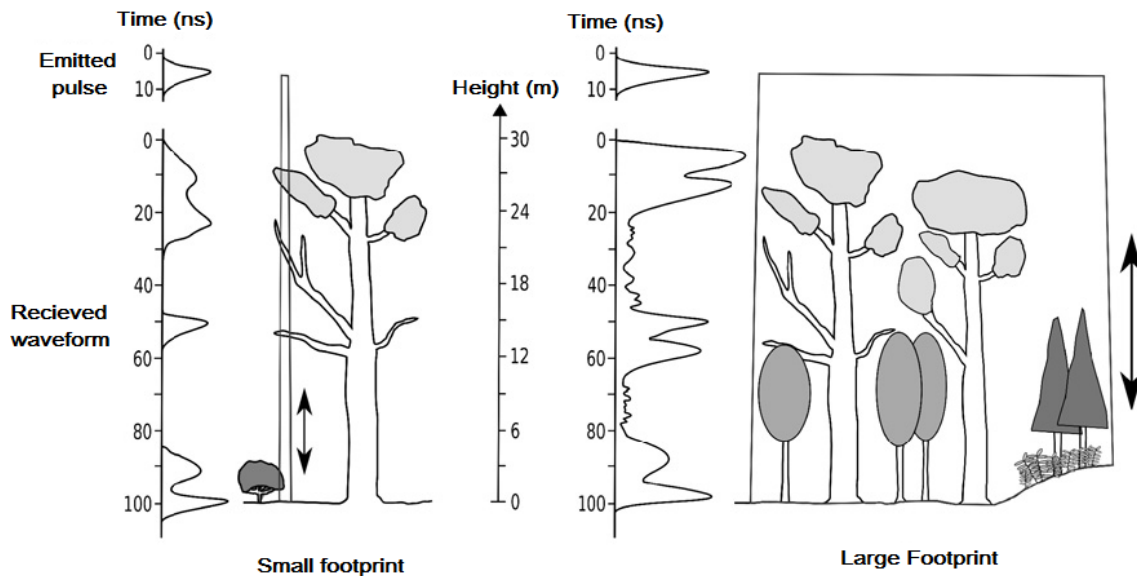 Time (ns)
Time (ns)
Emitted
pulse
0
10
0
10
Height (m)
0
20
40
60
80
100
30
24
18
12
6
0
0
20
40
60
80
100
Recieved
waveform
Small footprint
Large Footprint